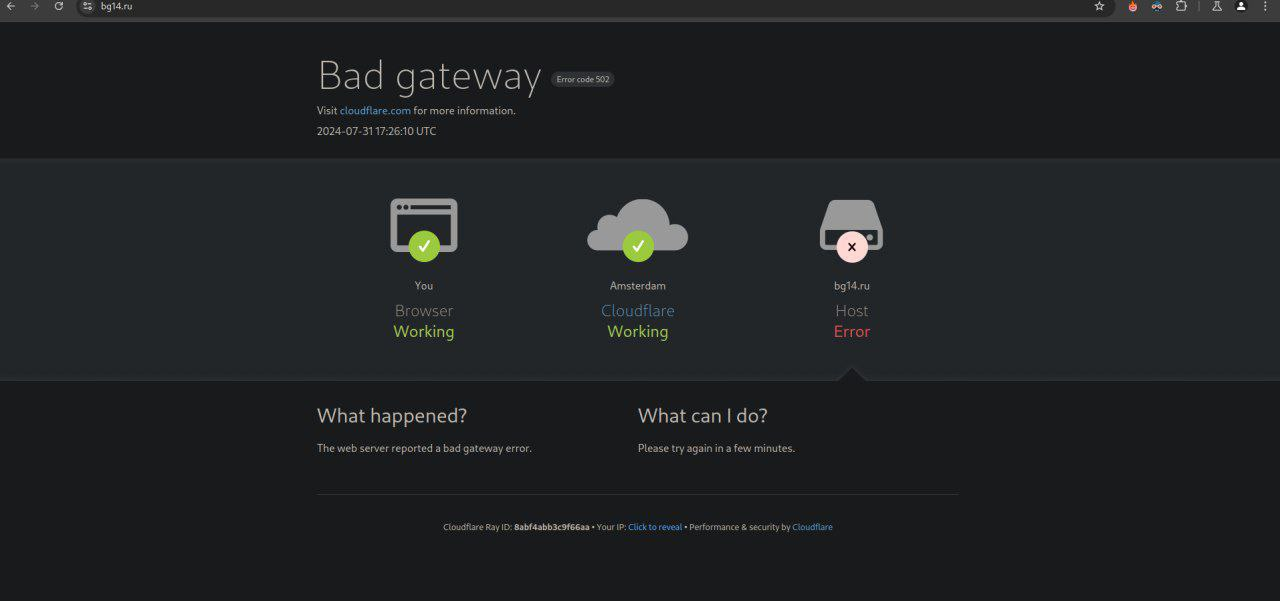 bg14.ru
Bad gateway Error code 502
Visit cloudflare.com for more information.
2024-07-31 17:26:10 UTC
You
Browser
Working
Amsterdam
Cloudflare
Working
bg14.ru
Host
Error
What happened?
The web server reported a bad gateway error.
What can I do?
Please try again in a few minutes.
Cloudflare Ray ID: 8abf4abb3c9f66aa • Your IP: Click to reveal • Performance & security by Cloudflare